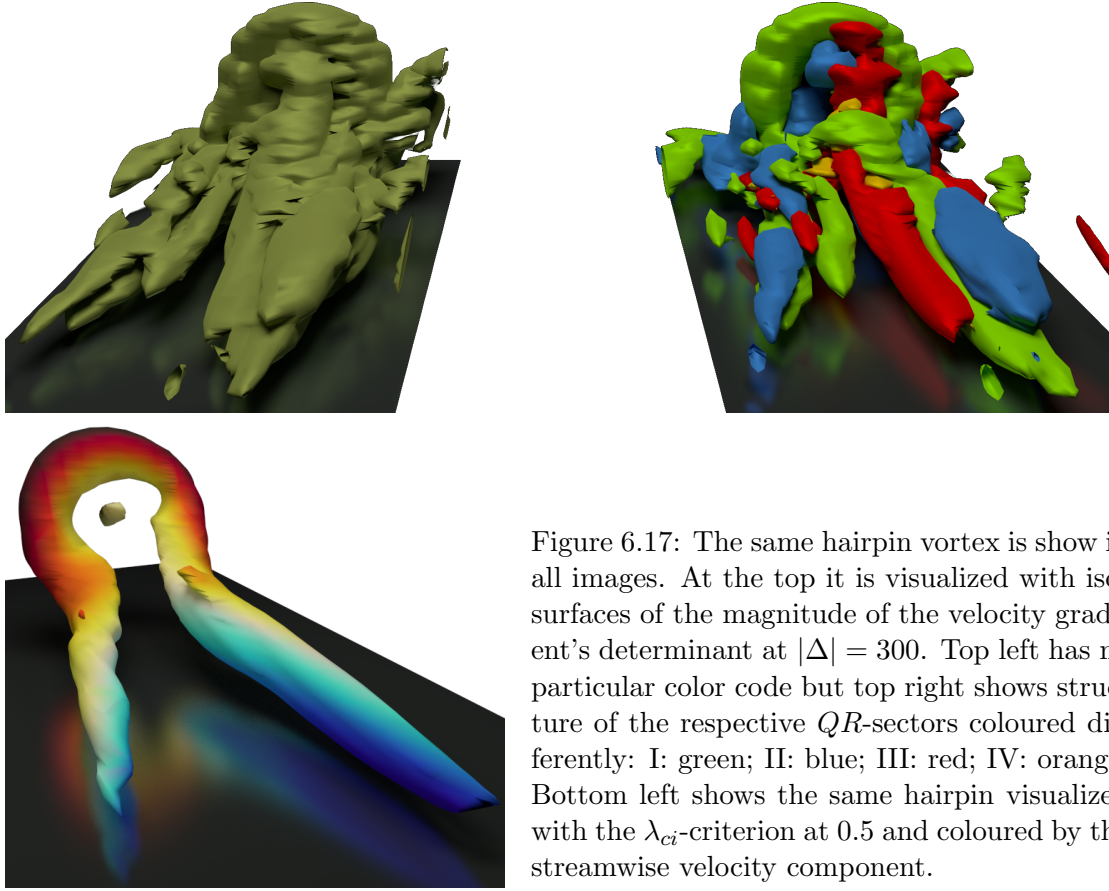 Figure 6.17: The same hairpin vortex is show i
all images. At the top it is visualized with iso
surfaces of the magnitude of the velocity grad
ent's determinant at |Δ| = 300. Top left has n
particular color code but top right shows struc
ture of the respective QR-sectors coloured di
ferently: I: green; II: blue; III: red; IV: orang
Bottom left shows the same hairpin visualize
with the λci-criterion at 0.5 and coloured by th
streamwise velocity component.